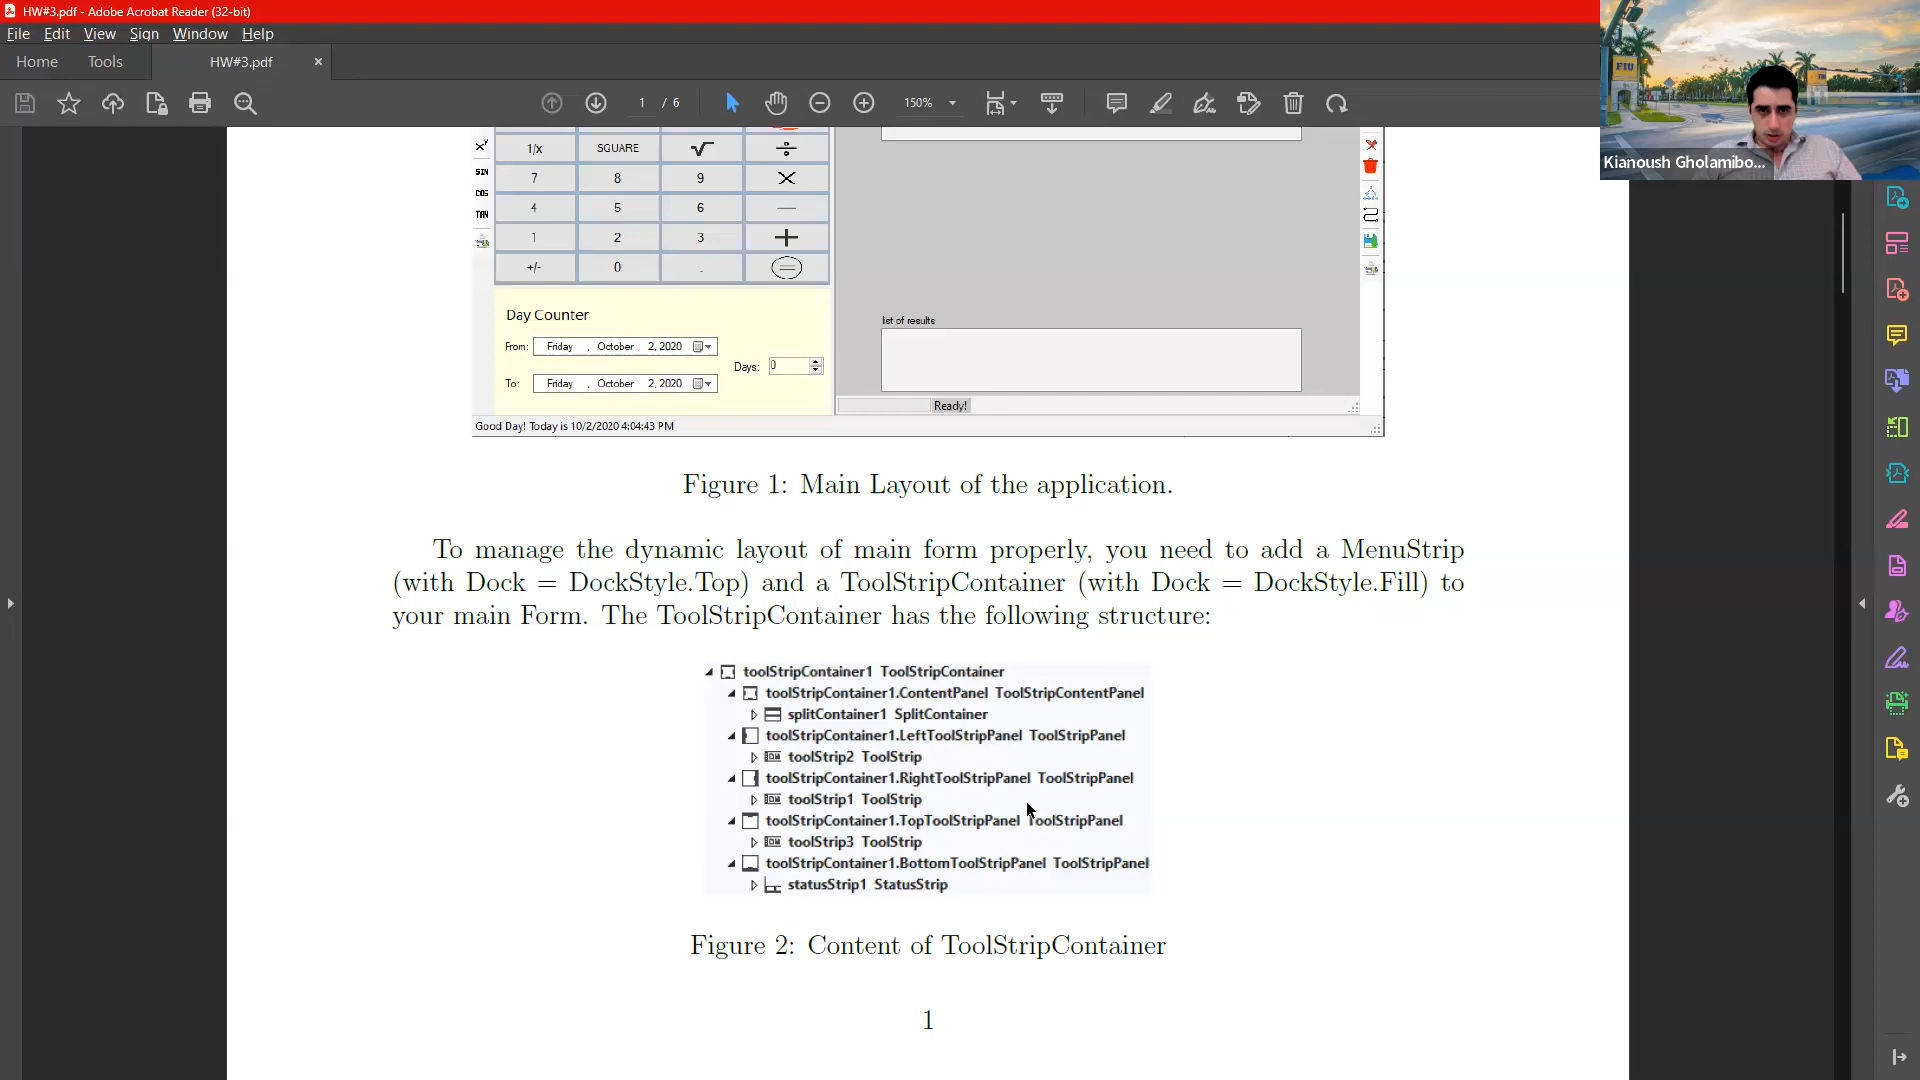 HW#3.pdf - Adobe Acrobat Reader (32-bit)
File Edit View Sign Window Help
Home Tools HW#3.pdf ×
1 / 6 150%
FIU
Kianoush Gholamibo...
xʸ 1/x SQUARE √ ÷
SIN 7 8 9 ×
COS
TAN 4 5 6 —
1 2 3 +
+/- 0 . =
Day Counter
From: Friday , October 2, 2020
Days: 0
To: Friday , October 2, 2020
list of results
Ready!
Good Day! Today is 10/2/2020 4:04:43 PM
Figure 1: Main Layout of the application.
To manage the dynamic layout of main form properly, you need to add a MenuStrip
(with Dock = DockStyle.Top) and a ToolStripContainer (with Dock = DockStyle.Fill) to
your main Form. The ToolStripContainer has the following structure:
toolStripContainer1 ToolStripContainer
toolStripContainer1.ContentPanel ToolStripContentPanel
splitContainer1 SplitContainer
toolStripContainer1.LeftToolStripPanel ToolStripPanel
toolStrip2 ToolStrip
toolStripContainer1.RightToolStripPanel ToolStripPanel
toolStrip1 ToolStrip
toolStripContainer1.TopToolStripPanel ToolStripPanel
toolStrip3 ToolStrip
toolStripContainer1.BottomToolStripPanel ToolStripPanel
statusStrip1 StatusStrip
Figure 2: Content of ToolStripContainer
1